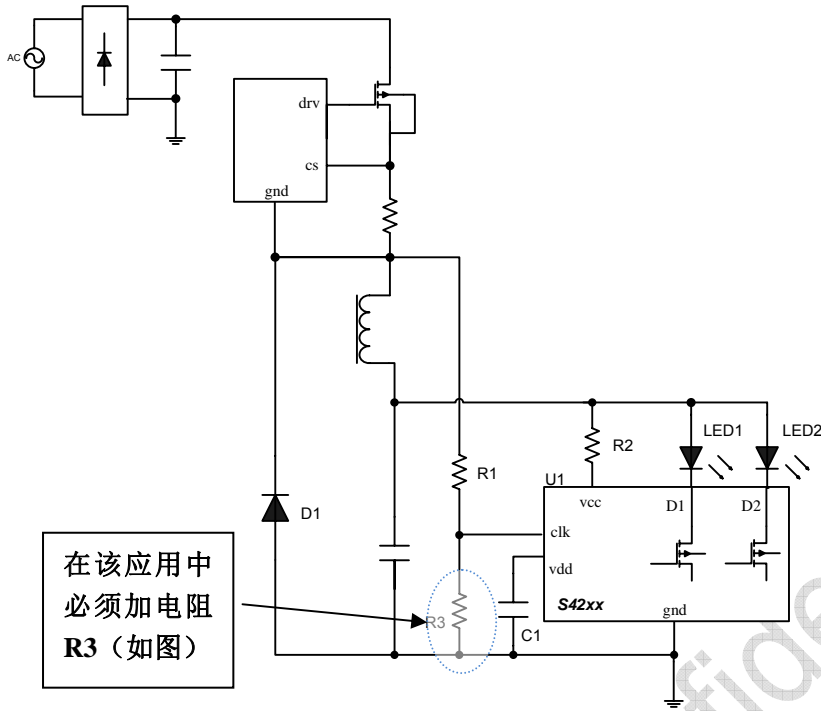 AC
drv
cs
gnd
LED1
LED2
R2
R1
U1
vcc
D1
D2
D1
clk
在该应用中
必须加电阻
R3（如图）
vdd
S42xx
gnd
R3
C1